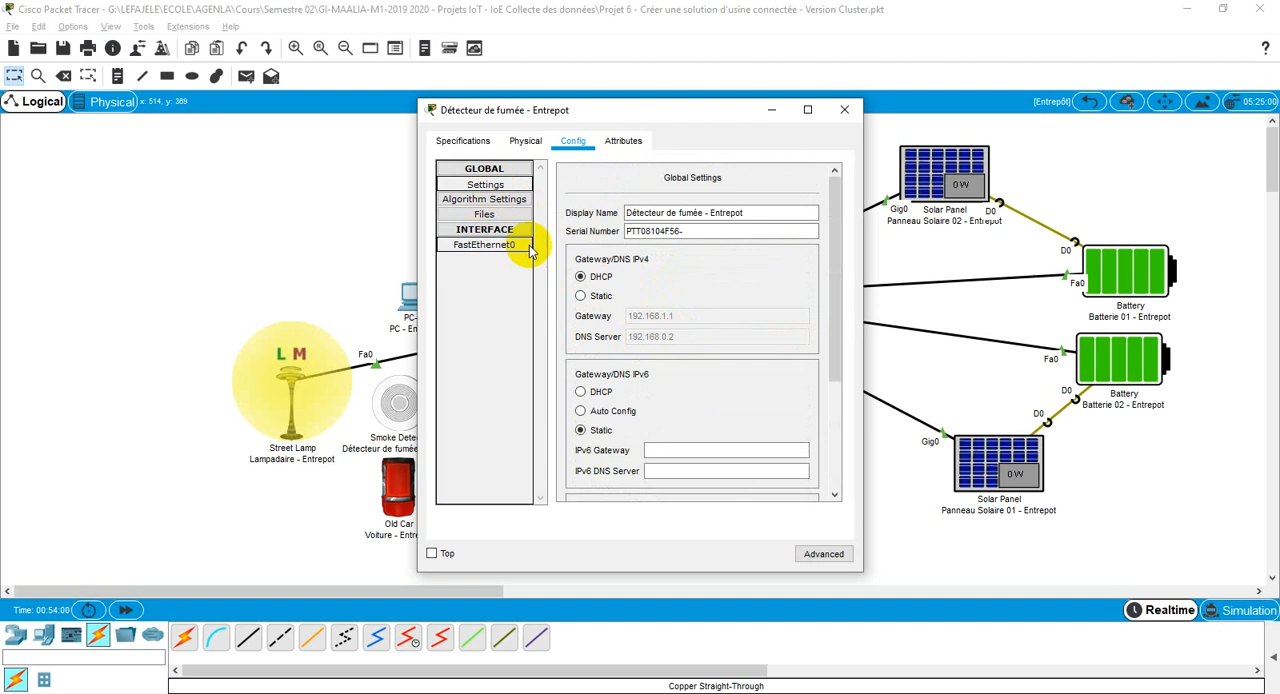 Cisco Packet Tracer - G:\LEFAJELE\ECOLE\AGENLA\Cours\Semestre 02\GI-MAALIA-M1-2019 2020 - Projets IoT - IoE Collecte des données\Projet 6 - Créer une solution d'usine connectée - Version Cluster.pkt
File Edit Options View Tools Extensions Help
?
Logical Physical x: 514, y: 369 [Entrepôt] 05:25:00
Détecteur de fumée - Entrepot
Specifications Physical Config Attributes
GLOBAL
Settings
Algorithm Settings
Files
INTERFACE
FastEthernet0
Global Settings
Display Name Détecteur de fumée - Entrepot
Serial Number PTT08104F56-
Gateway/DNS IPv4
DHCP
Static
Gateway 192.168.1.1
DNS Server 192.168.0.2
Gateway/DNS IPv6
DHCP
Auto Config
Static
IPv6 Gateway
IPv6 DNS Server
Top
Advanced
PC-
PC - En
L M
Fa0
Street Lamp
Lampadaire - Entrepot
Smoke Dete
Détecteur de fumée
Old Car
Voiture - Entre
0 W
Gig0 Solar Panel D0
Panneau Solaire 02 - Entrepot
D0
Fa0
Battery
Batterie 01 - Entrepot
Fa0
D0
Battery
Batterie 02 - Entrepot
D0
Gig0
0 W
Solar Panel
Panneau Solaire 01 - Entrepot
Time: 00:54:00 Realtime Simulation
Copper Straight-Through